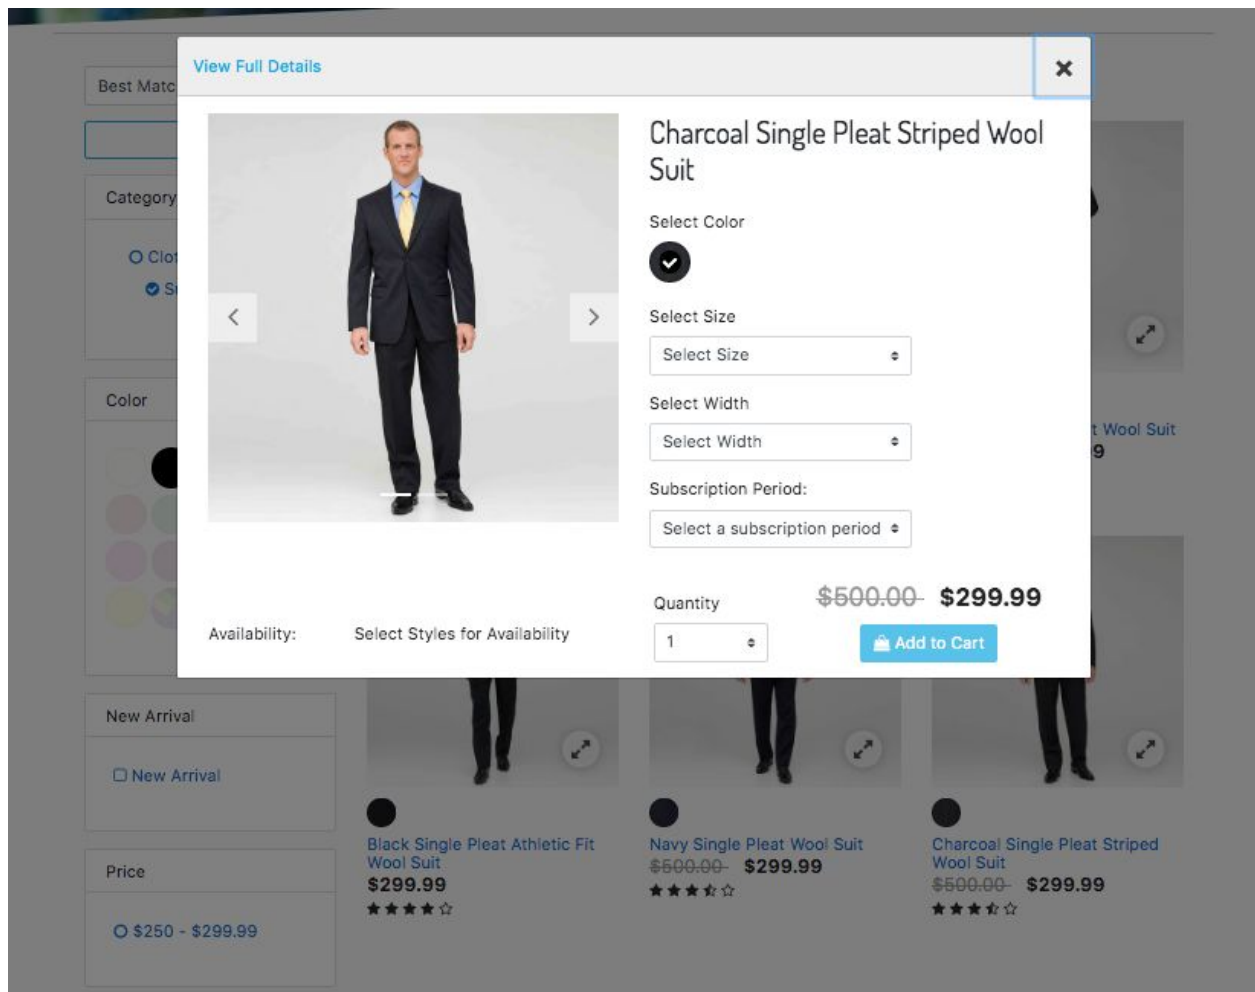 View Full Details
Charcoal Single Pleat Striped Wool
Suit
Select Color
Select Size
Select Size
Select Width
Select Width
Subscription Period:
Select a subscription period
Quantity
$500.00 $299.99
1
Add to Cart
Availability: Select Styles for Availability
Best Matc
Category
Clot
Color
New Arrival
New Arrival
Price
$250 - $299.99
t Wool Suit
9
Black Single Pleat Athletic Fit
Wool Suit
$299.99
Navy Single Pleat Wool Suit
$500.00 $299.99
Charcoal Single Pleat Striped
Wool Suit
$500.00 $299.99